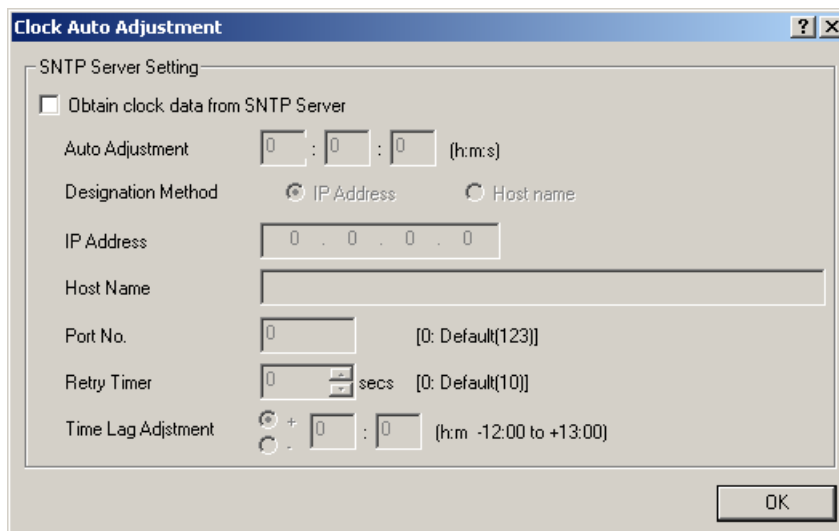 Clock Auto Adjustment
SNTP Server Setting
Obtain clock data from SNTP Server
Auto Adjustment 0 : 0 : 0 (h:m:s)
Designation Method IP Address Host name
IP Address 0 . 0 . 0 . 0
Host Name
Port No. 0 [0: Default(123)]
Retry Timer 0 secs [0: Default(10)]
Time Lag Adjstment + - 0 : 0 (h:m -12:00 to +13:00)
OK